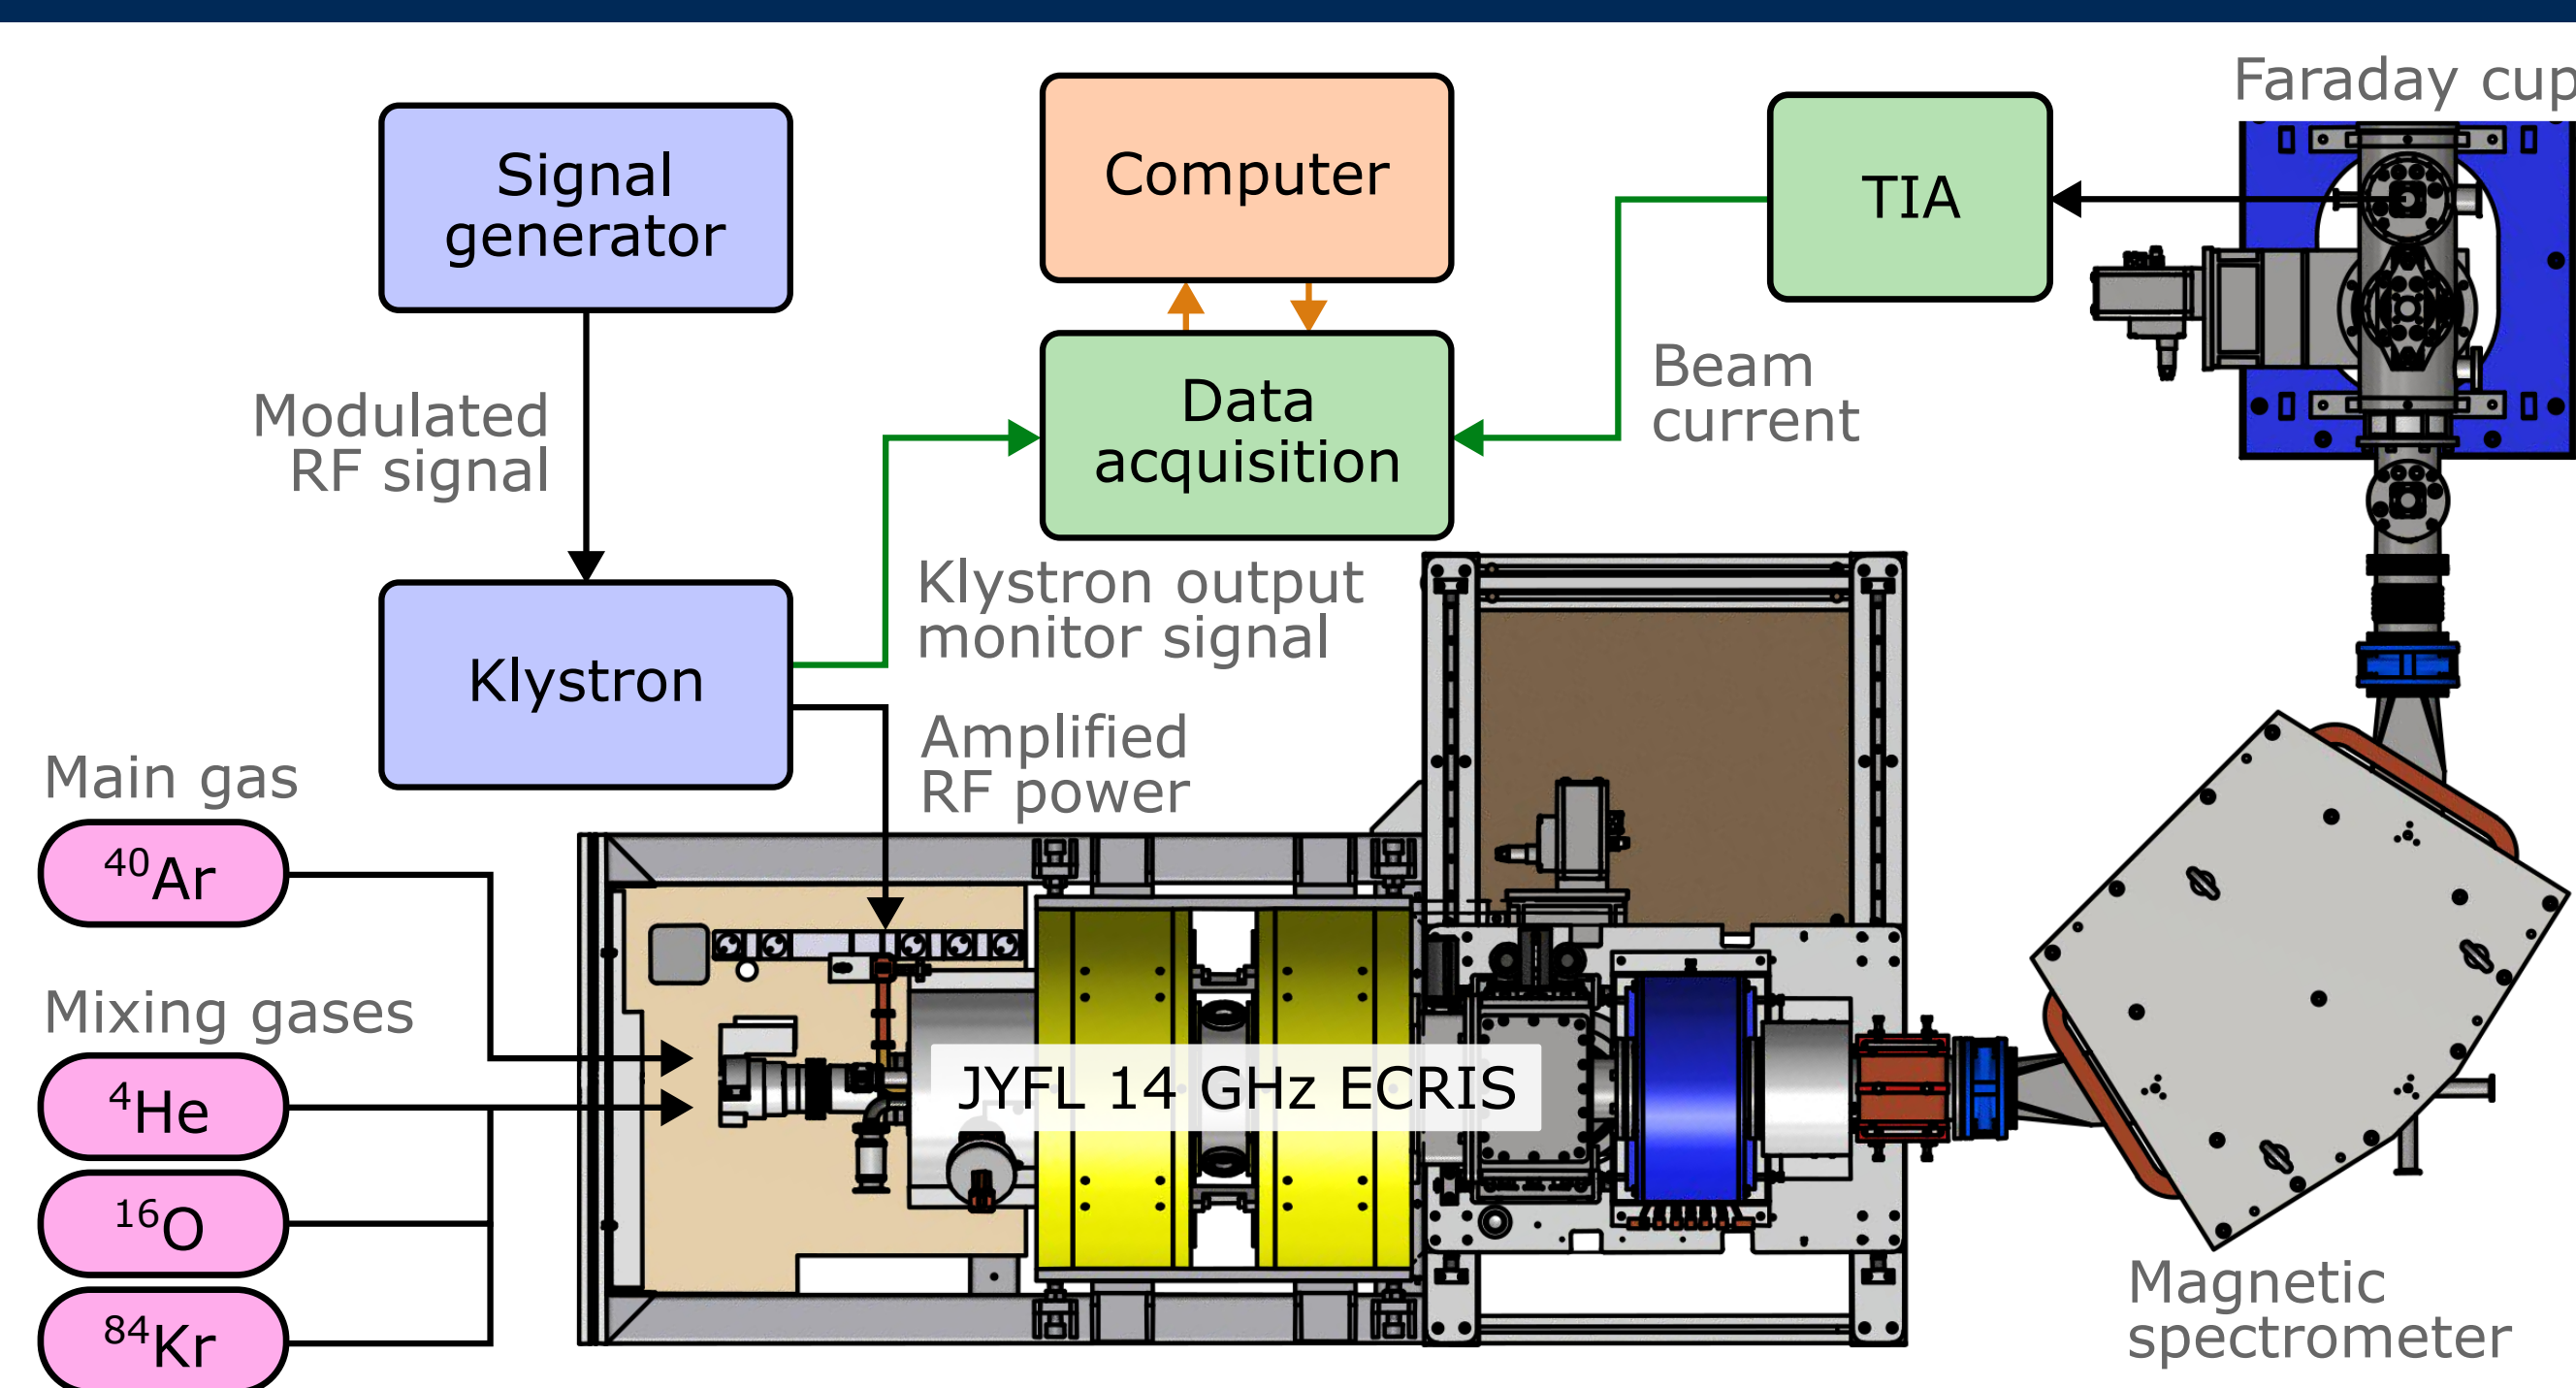 Faraday cup
Signal
generator
Computer
TIA
Data
acquisition
Beam
current
Modulated
RF signal
Klystron output
monitor signal
Klystron
Amplified
RF power
Main gas
⁴⁰Ar
Mixing gases
⁴He
¹⁶O
⁸⁴Kr
JYFL 14 GHz ECRIS
Magnetic
spectrometer